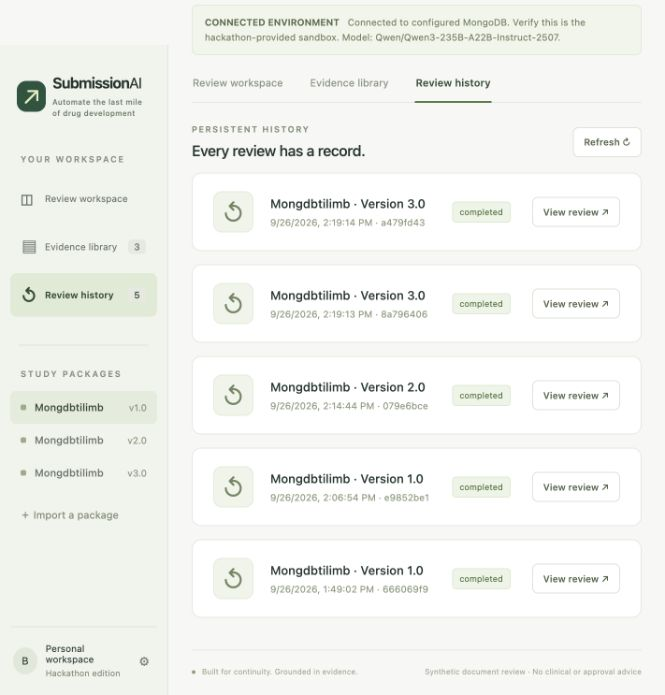 CONNECTED ENVIRONMENT Connected to configured MongoDB. Verify this is the
hackathon-provided sandbox. Model: Qwen/Qwen3-235B-A22B-Instruct-2507.
SubmissionAI
Automate the last mile
of drug development
YOUR WORKSPACE
Review workspace
Evidence library 3
Review history 5
STUDY PACKAGES
Mongdbtilimb v1.0
Mongdbtilimb v2.0
Mongdbtilimb v3.0
+ Import a package
B
Personal
workspace
Hackathon edition
Review workspace Evidence library Review history
PERSISTENT HISTORY
Every review has a record.
Refresh ↻
Mongdbtilimb · Version 3.0
9/26/2026, 2:19:14 PM · a479fd43
completed
View review ↗
Mongdbtilimb · Version 3.0
9/26/2026, 2:19:13 PM · 8a796406
completed
View review ↗
Mongdbtilimb · Version 2.0
9/26/2026, 2:14:44 PM · 079e6bce
completed
View review ↗
Mongdbtilimb · Version 1.0
9/26/2026, 2:06:54 PM · e9852be1
completed
View review ↗
Mongdbtilimb · Version 1.0
9/26/2026, 1:49:02 PM · 666069f9
completed
View review ↗
Built for continuity. Grounded in evidence.
Synthetic document review · No clinical or approval advice